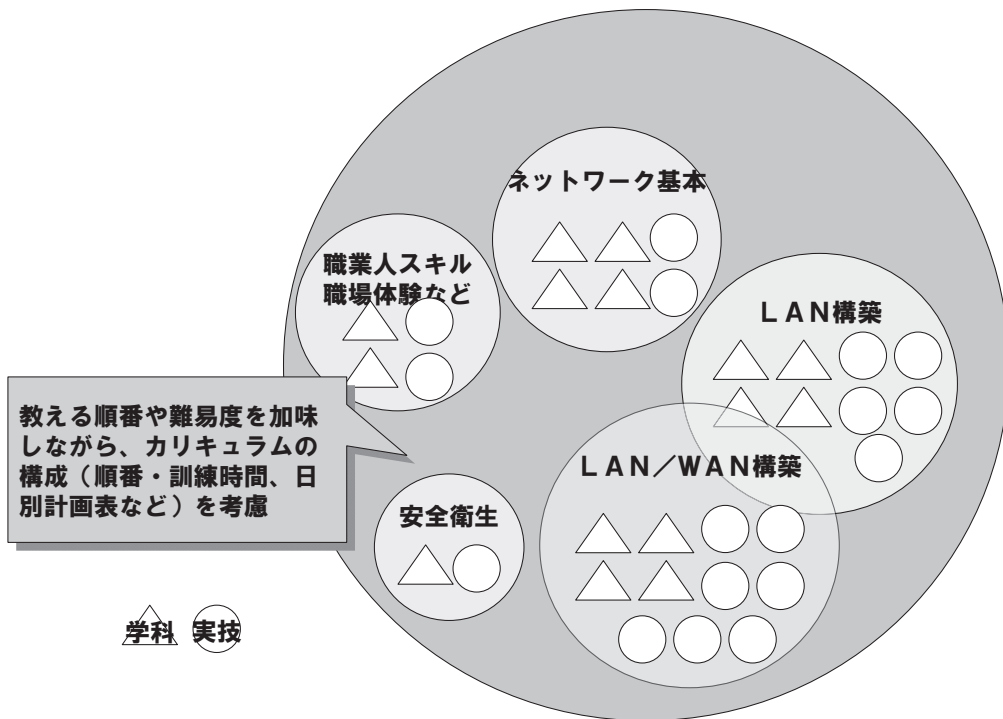 ネットワーク基本
職業人スキル
職場体験など
ＬＡＮ構築
教える順番や難易度を加味
しながら、カリキュラムの
構成（順番・訓練時間、日
別計画表など）を考慮
ＬＡＮ／ＷＡＮ構築
安全衛生
学科 実技